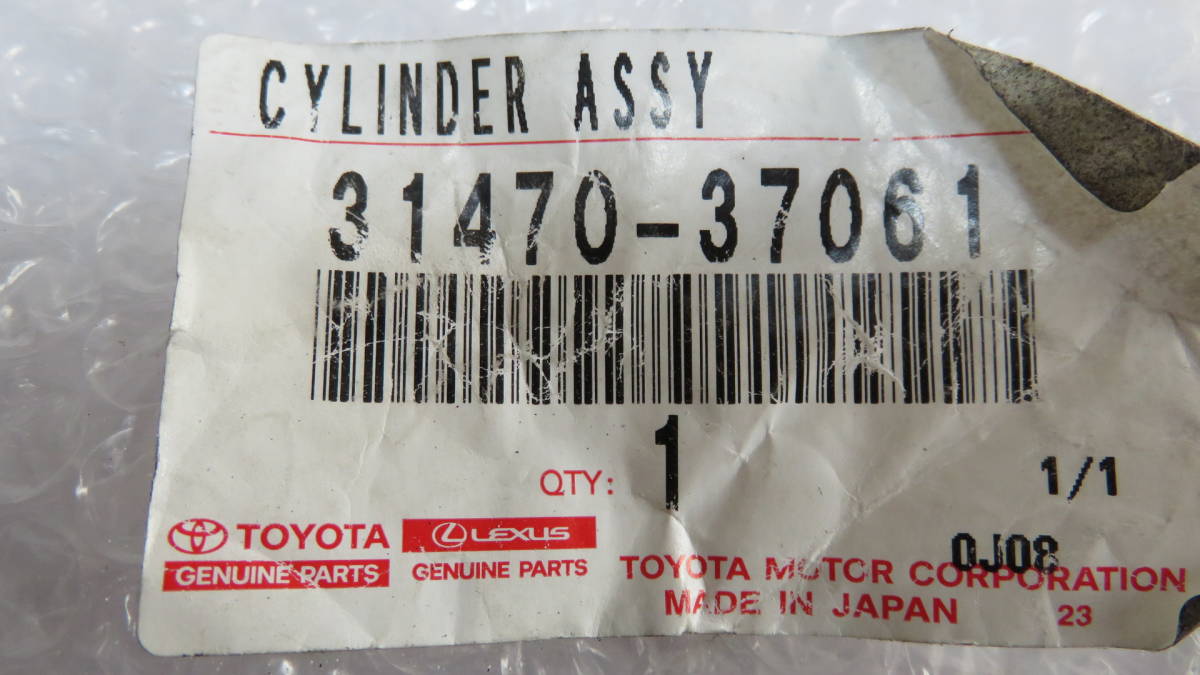 CYLINDER ASSY
31470-37061
QTY: 1 1/1
TOYOTA LEXUS
GENUINE PARTS GENUINE PARTS
0J08
TOYOTA MOTOR CORPORATION
MADE IN JAPAN 23